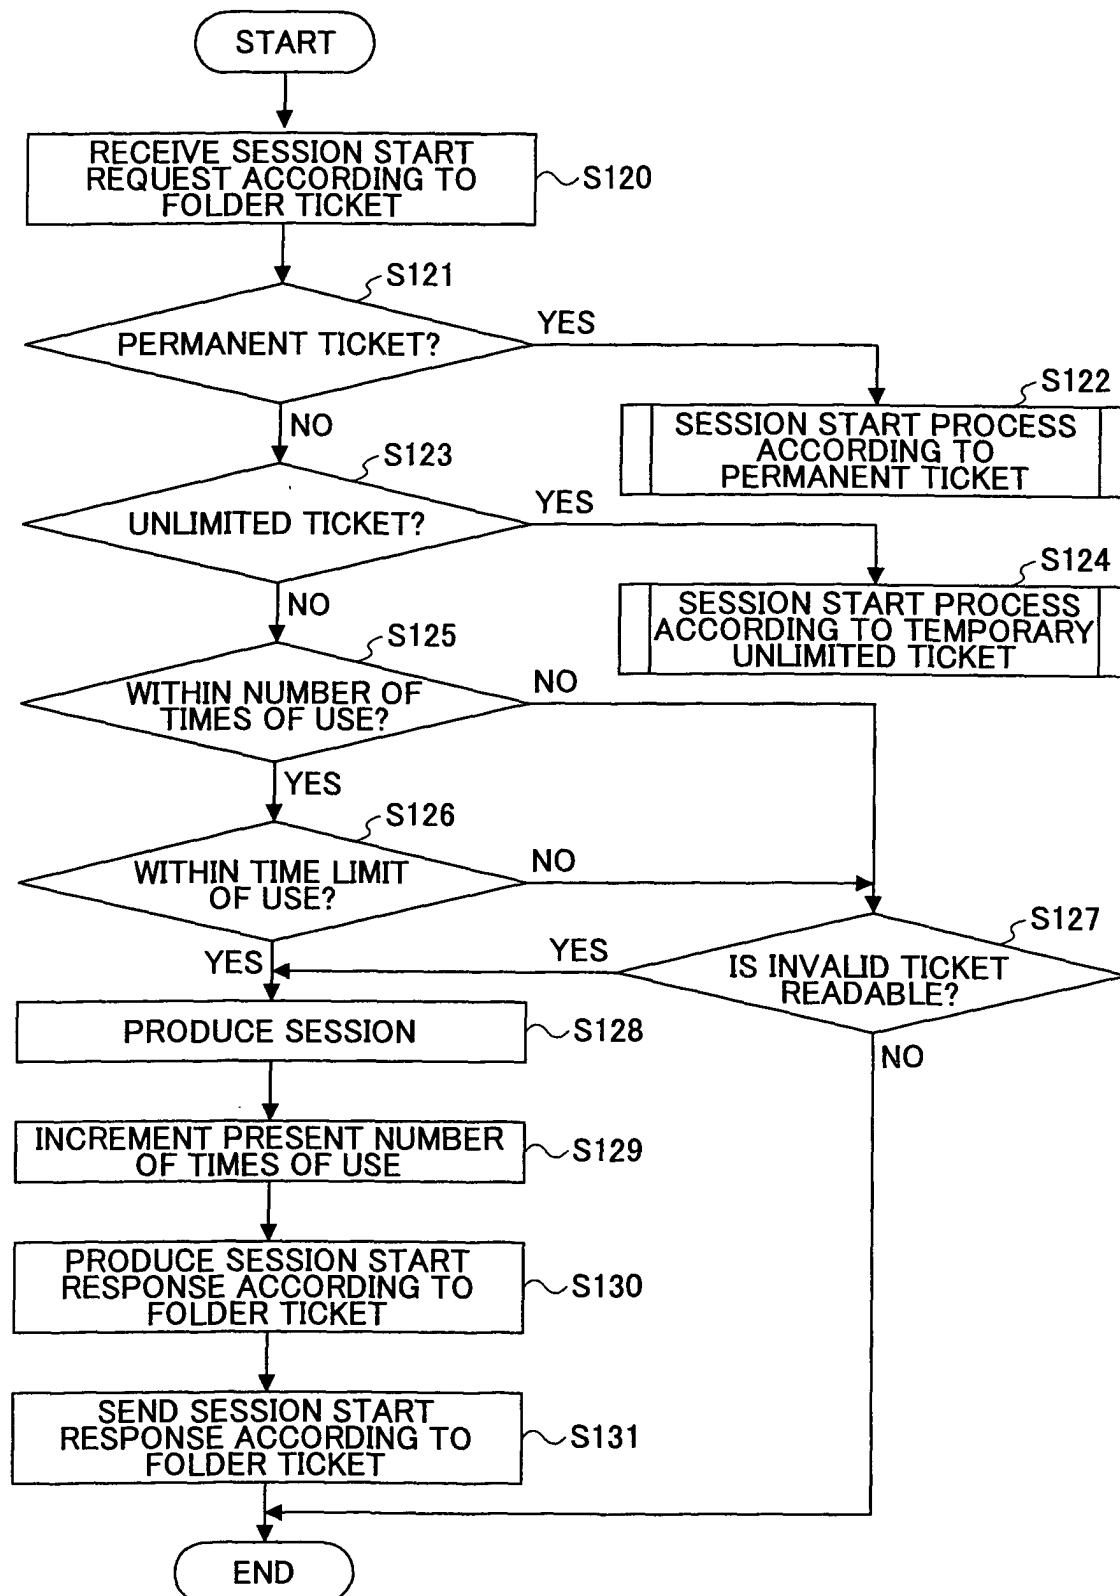 START
RECEIVE SESSION START
REQUEST ACCORDING TO
FOLDER TICKET
S120
S121
PERMANENT TICKET?
YES
NO
S122
SESSION START PROCESS
ACCORDING TO
PERMANENT TICKET
S123
UNLIMITED TICKET?
YES
NO
S124
SESSION START PROCESS
ACCORDING TO TEMPORARY
UNLIMITED TICKET
S125
WITHIN NUMBER OF
TIMES OF USE?
NO
YES
S126
WITHIN TIME LIMIT
OF USE?
NO
YES
S127
IS INVALID TICKET
READABLE?
YES
NO
PRODUCE SESSION
S128
INCREMENT PRESENT NUMBER
OF TIMES OF USE
S129
PRODUCE SESSION START
RESPONSE ACCORDING TO
FOLDER TICKET
S130
SEND SESSION START
RESPONSE ACCORDING TO
FOLDER TICKET
S131
END